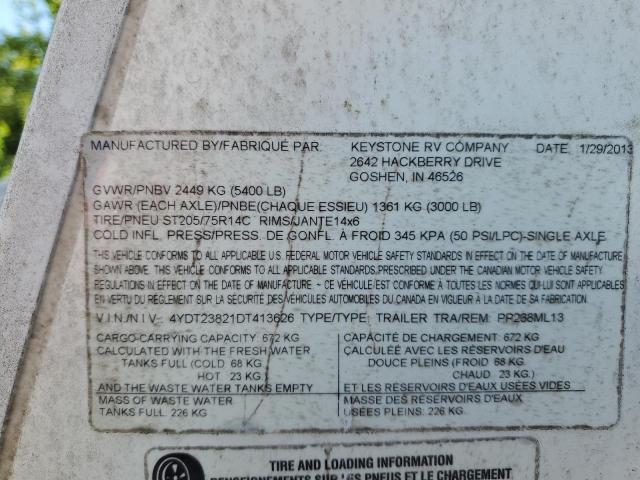 MANUFACTURED BY/FABRIQUÉ PAR: KEYSTONE RV COMPANY DATE 1/29/2013
2642 HACKBERRY DRIVE
GOSHEN, IN 46526
GVWR/PNBV 2449 KG (5400 LB)
GAWR (EACH AXLE)/PNBE(CHAQUE ESSIEU) 1361 KG (3000 LB)
TIRE/PNEU ST205/75R14C RIMS/JANTE14x6
COLD INFL. PRESS/PRESS. DE GONFL. À FROID 345 KPA (50 PSI/LPC)-SINGLE AXLE
THIS VEHICLE CONFORMS TO ALL APPLICABLE U.S. FEDERAL MOTOR VEHICLE SAFETY STANDARDS IN EFFECT ON THE DATE OF MANUFACTURE
SHOWN ABOVE. THIS VEHICLE CONFORMS TO ALL APPLICABLE STANDARDS PRESCRIBED UNDER THE CANADIAN MOTOR VEHICLE SAFETY
REGULATIONS IN EFFECT ON THE DATE OF MANUFACTURE ~ CE VÉHICULE EST CONFORME À TOUTES LES NORMES QUI LUI SONT APPLICABLES
EN VERTU DU RÈGLEMENT SUR LA SÉCURITÉ DES VÉHICULES AUTOMOBILES DU CANADA EN VIGUEUR À LA DATE DE SA FABRICATION.
V.I.N/N.I.V- 4YDT23821DT413626 TYPE/TYPE: TRAILER TRA/REM: PP238ML13
CARGO-CARRYING CAPACITY: 672 KG
CALCULATED WITH THE FRESH WATER
TANKS FULL (COLD 68 KG.
HOT 23 KG.)
AND THE WASTE WATER TANKS EMPTY
MASS OF WASTE WATER
TANKS FULL: 226 KG
CAPACITÉ DE CHARGEMENT: 672 KG
CALCULÉE AVEC LES RÉSERVOIRS D'EAU
DOUCE PLEINS (FROID 68 KG.
CHAUD 23 KG.)
ET LES RÉSERVOIRS D'EAUX USÉES VIDES
MASSE DES RÉSERVOIRS D'EAUX
USÉES PLEINS: 226 KG.
TIRE AND LOADING INFORMATION
RENSEIGNEMENTS SUR LES PNEUS ET LE CHARGEMENT